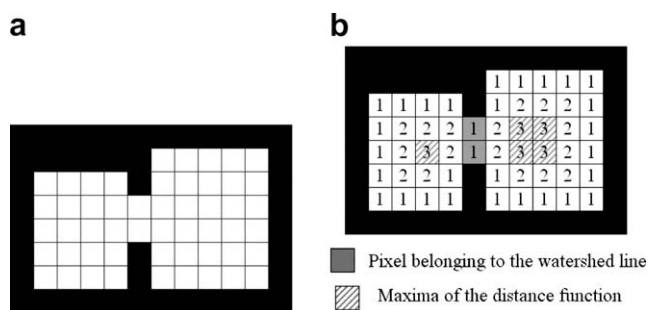 a
b
1 1 1 1 1
1 1 1 1 1 2 2 2 1
1 2 2 2 1 2 3 3 2 1
1 2 3 2 1 2 3 3 2 1
1 2 2 1 1 2 2 2 1
1 1 1 1 1 1 1 1 1
Pixel belonging to the watershed line
Maxima of the distance function